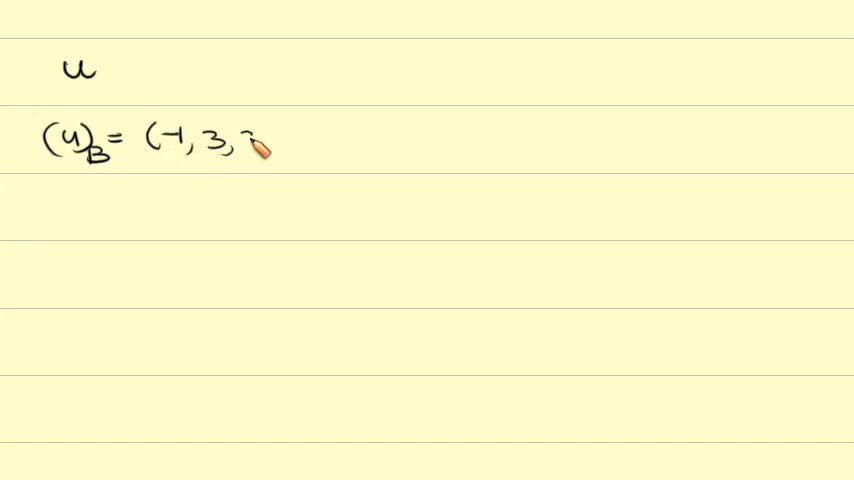 u
(u)B = (-1, 3,